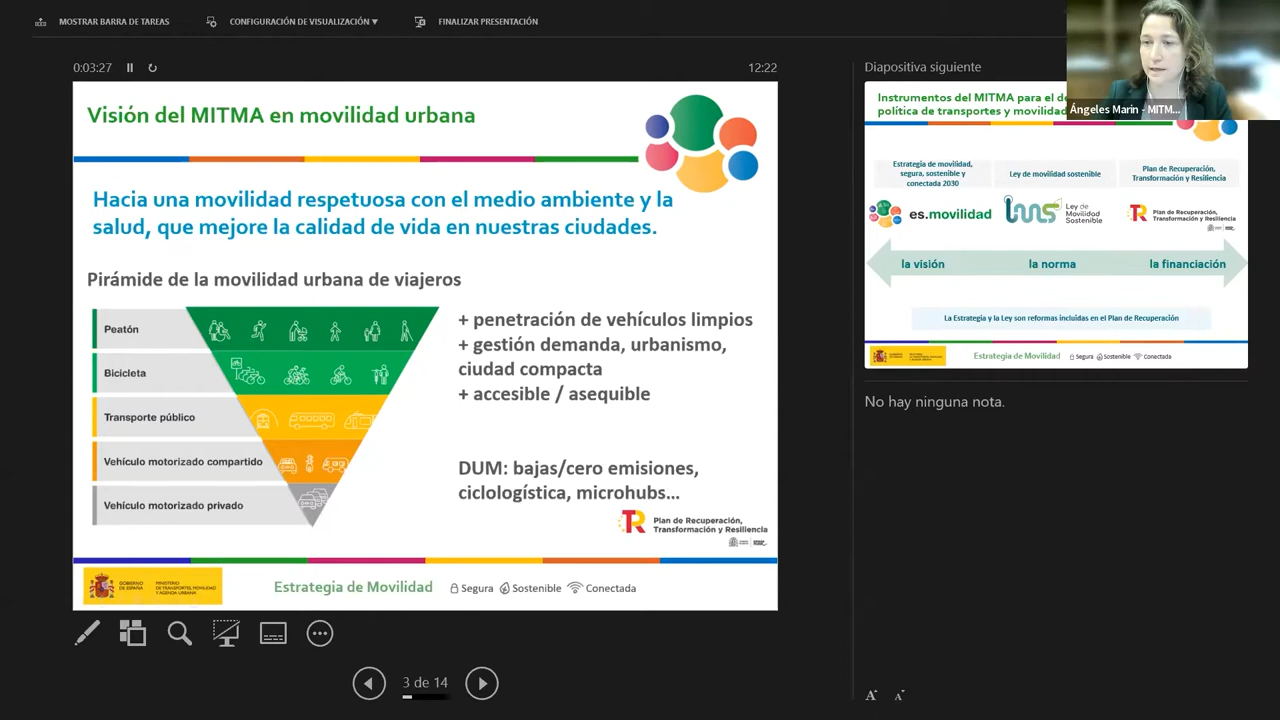 MOSTRAR BARRA DE TAREAS
CONFIGURACIÓN DE VISUALIZACIÓN ▼
FINALIZAR PRESENTACIÓN
0:03:27
12:22
Visión del MITMA en movilidad urbana
Hacia una movilidad respetuosa con el medio ambiente y la
salud, que mejore la calidad de vida en nuestras ciudades.
Pirámide de la movilidad urbana de viajeros
Peatón
Bicicleta
Transporte público
Vehículo motorizado compartido
Vehículo motorizado privado
+ penetración de vehículos limpios
+ gestión demanda, urbanismo,
ciudad compacta
+ accesible / asequible
DUM: bajas/cero emisiones,
ciclologística, microhubs...
Plan de Recuperación,
Transformación y Resiliencia
GOBIERNO
DE ESPAÑA
MINISTERIO
DE TRANSPORTES, MOVILIDAD
Y AGENDA URBANA
Estrategia de Movilidad
Segura
Sostenible
Conectada
3 de 14
Diapositiva siguiente
Ángeles Marin - MITM...
Instrumentos del MITMA para el
política de transportes y movilidad
Estrategia de movilidad,
segura, sostenible y
conectada 2030
Ley de movilidad sostenible
Plan de Recuperación,
Transformación y Resiliencia
es.movilidad
lms
Ley de
Movilidad
Sostenible
Plan de Recuperación,
Transformación y Resiliencia
la visión
la norma
la financiación
La Estrategia y la Ley son reformas incluidas en el Plan de Recuperación
Estrategia de Movilidad
Segura
Sostenible
Conectada
No hay ninguna nota.
A
A